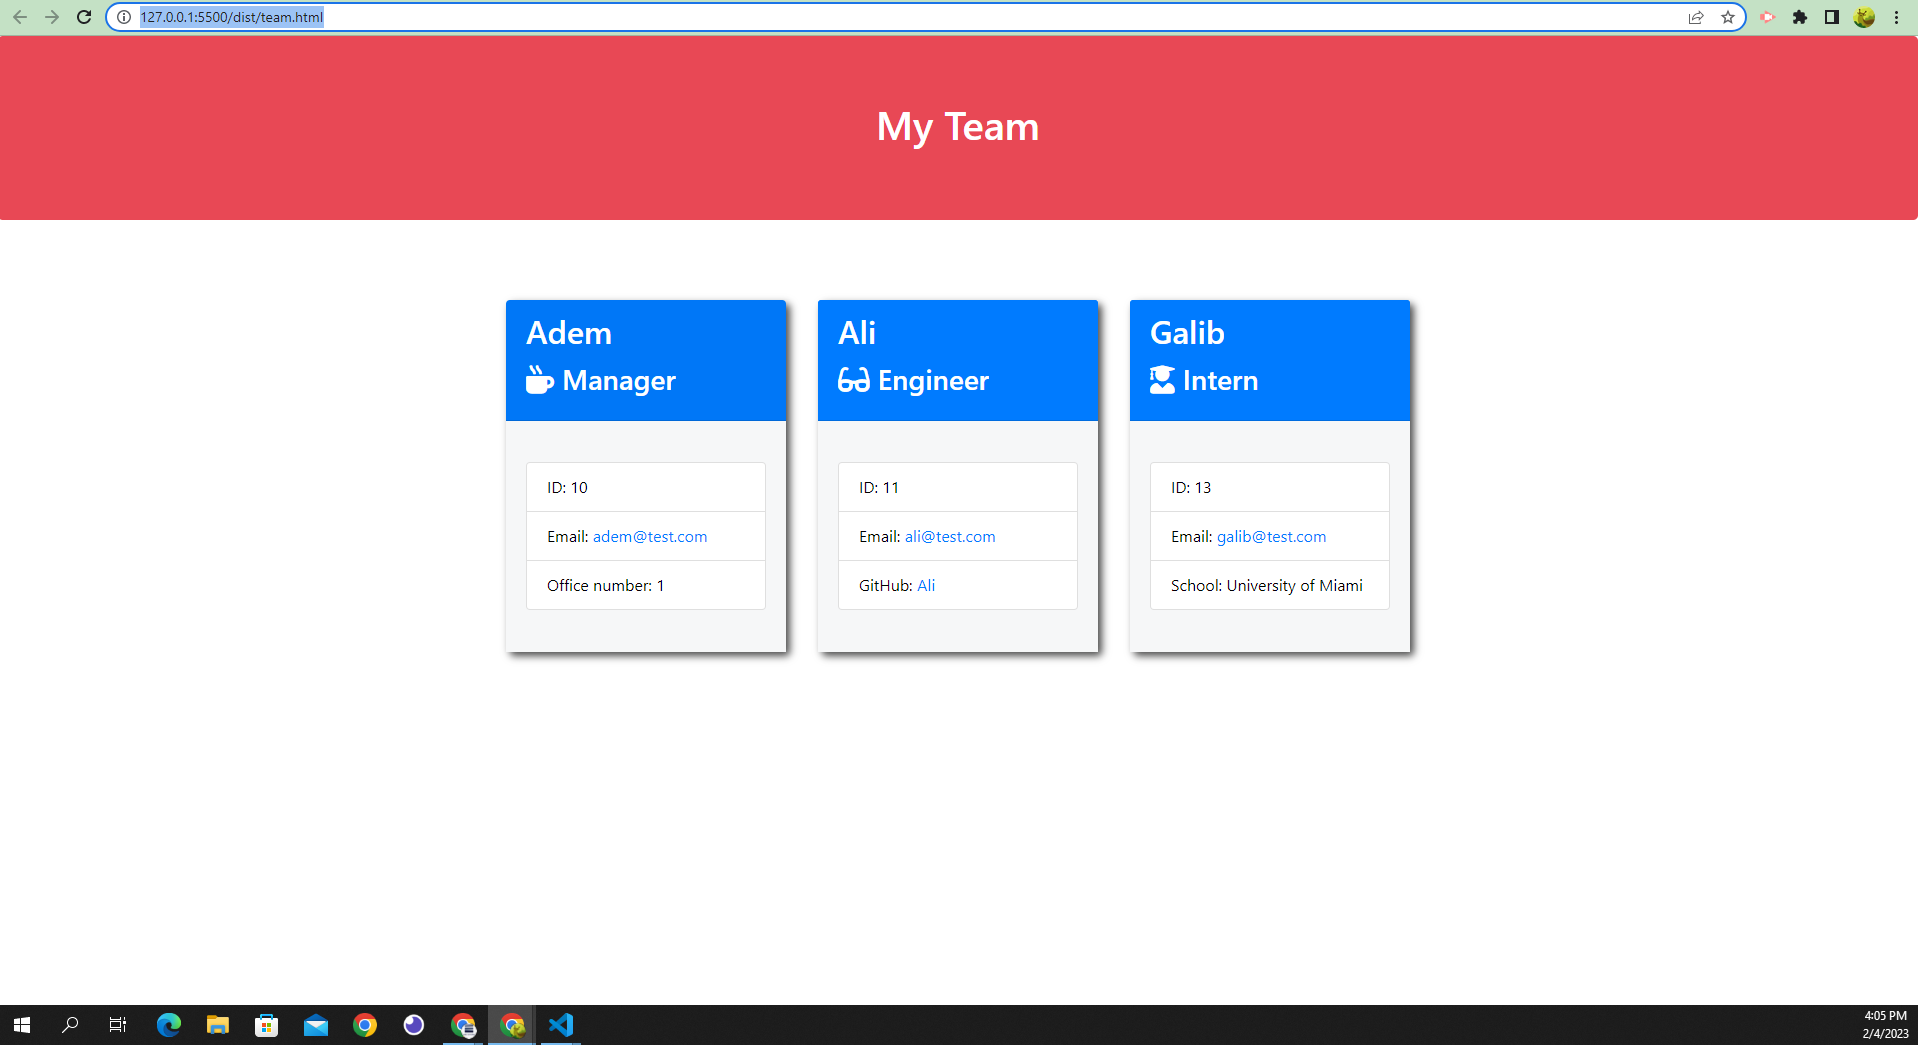 127.0.0.1:5500/dist/team.html
My Team
Adem
Manager
ID: 10
Email: adem@test.com
Office number: 1
Ali
Engineer
ID: 11
Email: ali@test.com
GitHub: Ali
Galib
Intern
ID: 13
Email: galib@test.com
School: University of Miami
4:05 PM
2/4/2023